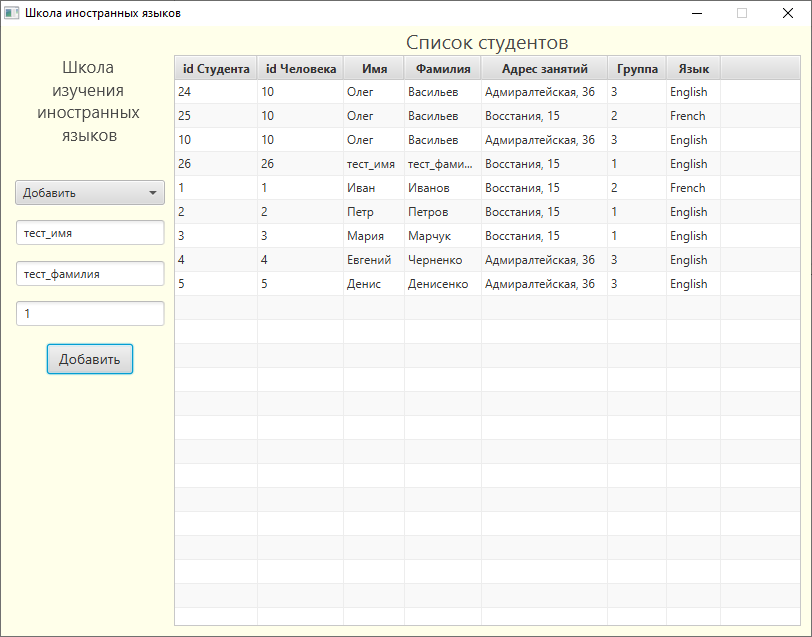 Школа иностранных языков
Школа
изучения
иностранных
языков
Добавить
тест_имя
тест_фамилия
1
Добавить
Список студентов
id Студента id Человека Имя Фамилия Адрес занятий Группа Язык
24 10 Олег Васильев Адмиралтейская, 36 3 English
25 10 Олег Васильев Восстания, 15 2 French
10 10 Олег Васильев Адмиралтейская, 36 3 English
26 26 тест_имя тест_фами... Восстания, 15 1 English
1 1 Иван Иванов Восстания, 15 2 French
2 2 Петр Петров Восстания, 15 1 English
3 3 Мария Марчук Восстания, 15 1 English
4 4 Евгений Черненко Адмиралтейская, 36 3 English
5 5 Денис Денисенко Адмиралтейская, 36 3 English